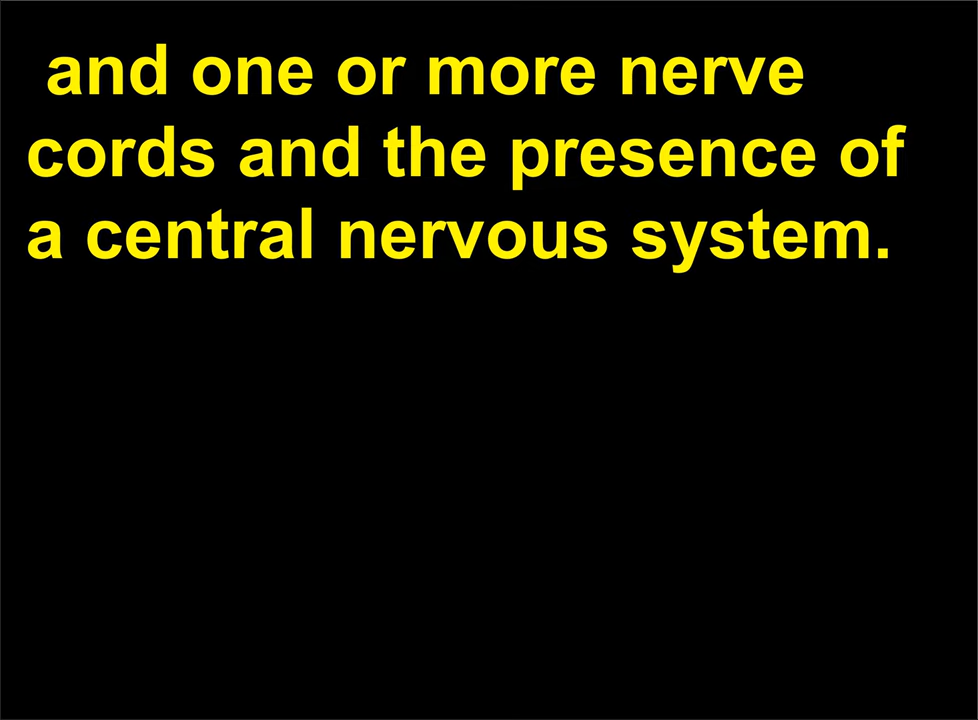 and one or more nerve
cords and the presence of
a central nervous system.